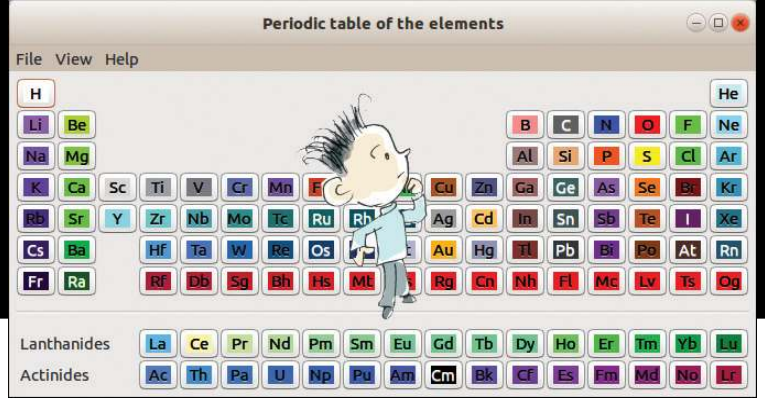 Periodic table of the elements
File View Help
H He
Li Be B C N O F Ne
Na Mg Al Si P S Cl Ar
K Ca Sc Ti V Cr Mn Cu Zn Ga Ge As Se Br Kr
Rb Sr Y Zr Nb Mo Tc Ru Rh Ag Cd In Sn Sb Te I Xe
Cs Ba Hf Ta W Re Os Au Hg Tl Pb Bi Po At Rn
Fr Ra Rf Db Sg Bh Hs Mt Rg Cn Nh Fl Mc Lv Ts Og
Lanthanides La Ce Pr Nd Pm Sm Eu Gd Tb Dy Ho Er Tm Yb Lu
Actinides Ac Th Pa U Np Pu Am Cm Bk Cf Es Fm Md No Lr